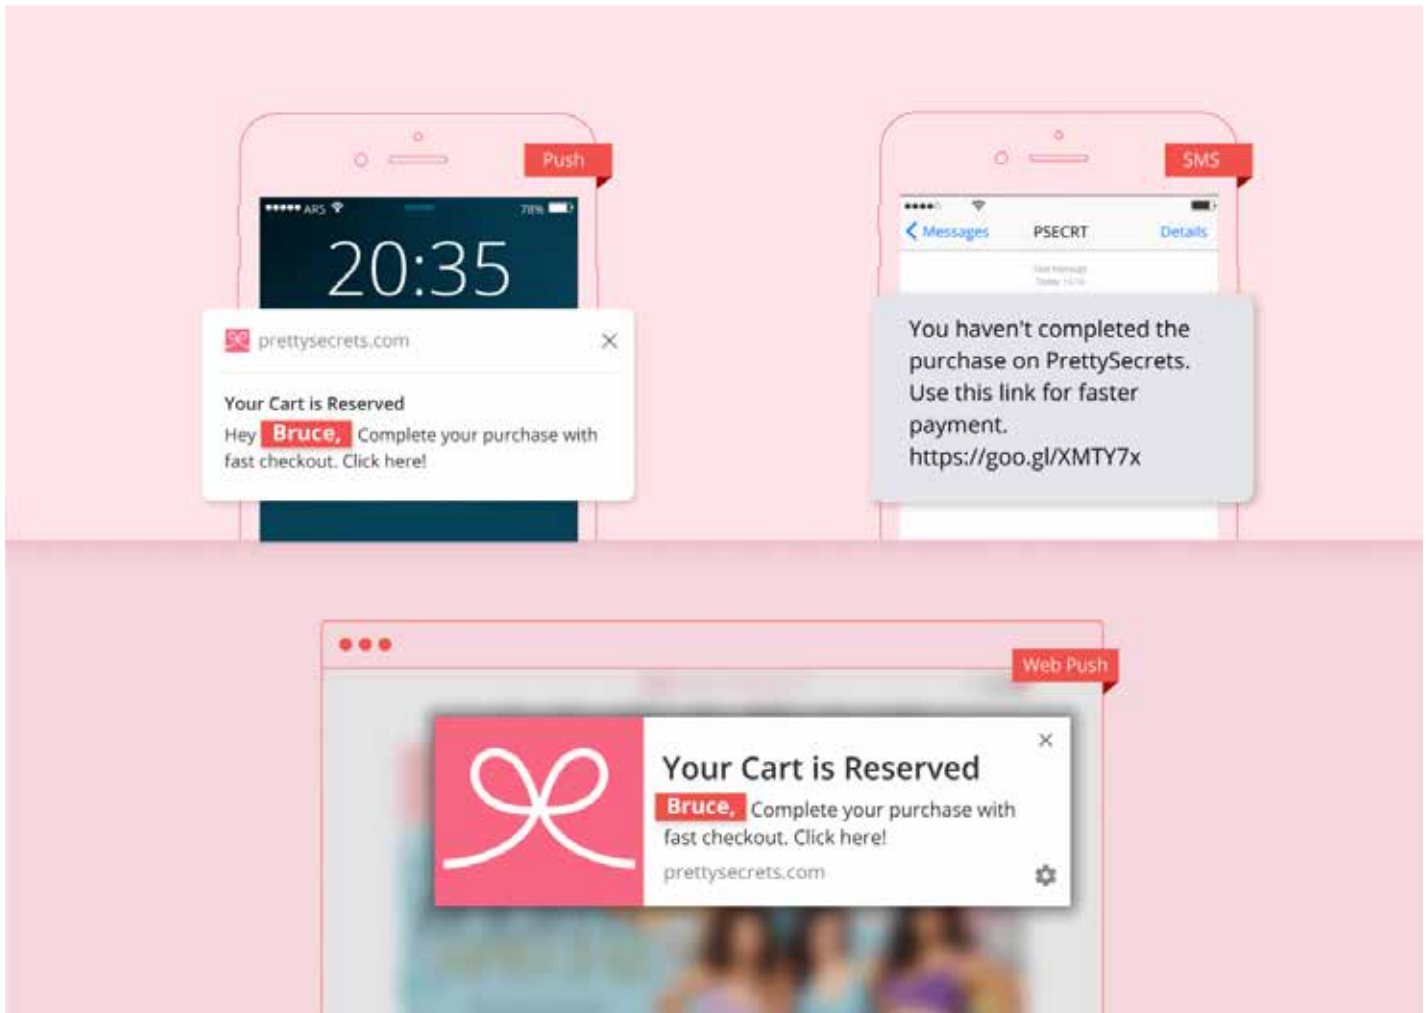 Push
ARS
78%
20:35
prettysecrets.com
Your Cart is Reserved
Hey Bruce, Complete your purchase with
fast checkout. Click here!
SMS
Messages PSECRT Details
You haven't completed the
purchase on PrettySecrets.
Use this link for faster
payment.
https://goo.gl/XMTY7x
Web Push
Your Cart is Reserved
Bruce, Complete your purchase with
fast checkout. Click here!
prettysecrets.com